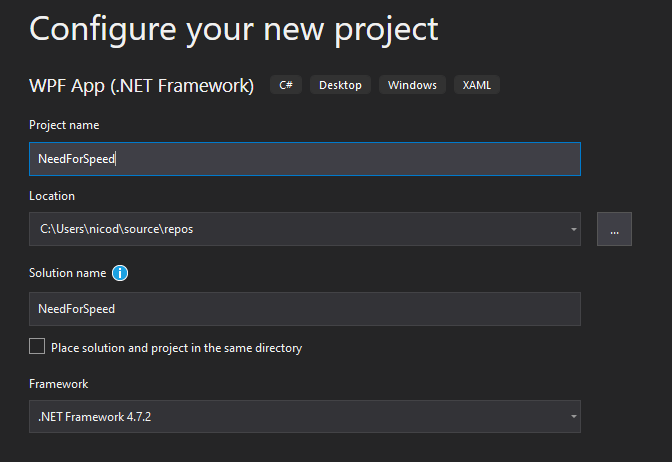 Configure your new project
WPF App (.NET Framework) C# Desktop Windows XAML
Project name
NeedForSpeed
Location
C:\Users\nicod\source\repos
...
Solution name i
NeedForSpeed
Place solution and project in the same directory
Framework
.NET Framework 4.7.2